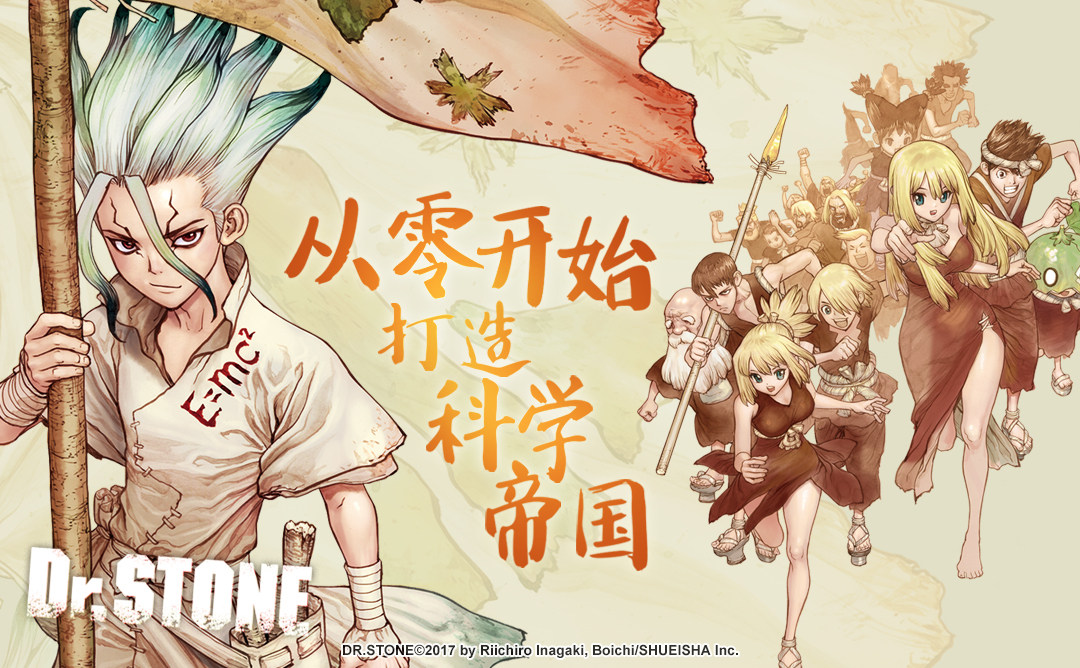 从零开始
打造
科学
帝国
E=mc²
Dr.STONE
DR.STONE©2017 by Riichiro Inagaki, Boichi/SHUEISHA Inc.